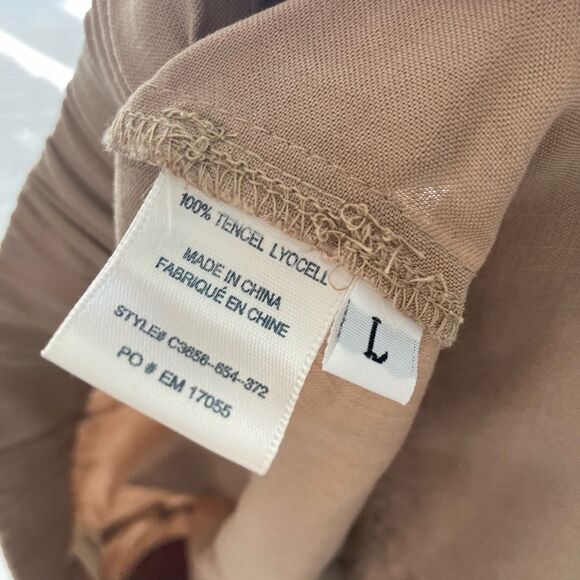 100% TENCEL LYOCELL
MADE IN CHINA
FABRIQUÉ EN CHINE
STYLE# C3656-654-372
PO # EM 17055
L